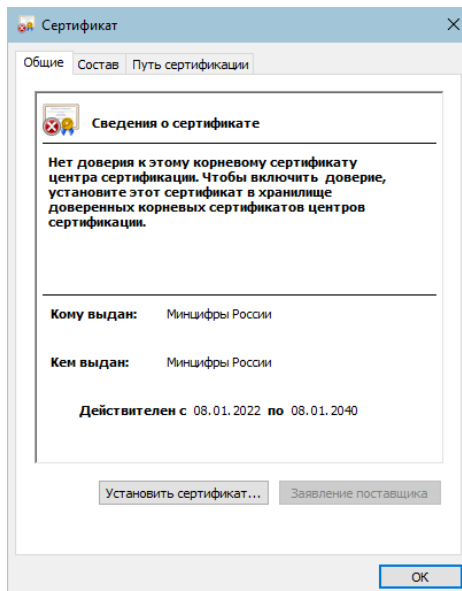 Сертификат
Общие Состав Путь сертификации
Сведения о сертификате
Нет доверия к этому корневому сертификату
центра сертификации. Чтобы включить доверие,
установите этот сертификат в хранилище
доверенных корневых сертификатов центров
сертификации.
Кому выдан: Минцифры России
Кем выдан: Минцифры России
Действителен с 08.01.2022 по 08.01.2040
Установить сертификат... Заявление поставщика
ОК